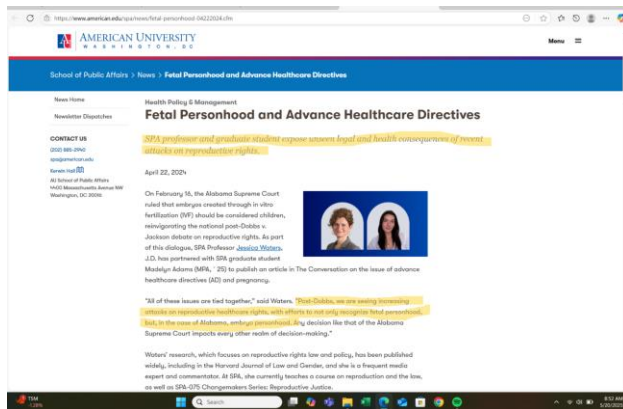 https://www.american.edu/spa/news/fetal-personhood-04222024.cfm
AMERICAN UNIVERSITY
WASHINGTON, DC
Menu
School of Public Affairs > News > Fetal Personhood and Advance Healthcare Directives
News Home
Newsletter Dispatches
CONTACT US
(202) 885-2940
spa@american.edu
Kerwin Hall
AU School of Public Affairs
4400 Massachusetts Avenue NW
Washington, DC 20016
Health Policy & Management
Fetal Personhood and Advance Healthcare Directives
SPA professor and graduate student expose woven legal and health consequences of recent
attacks on reproductive rights.
April 22, 2024
On February 16, the Alabama Supreme Court
ruled that embryos created through in vitro
fertilization (IVF) should be considered children,
reinvigorating the national post-Dobbs v.
Jackson debate on reproductive rights. As part
of this dialogue, SPA Professor Jessica Waters,
J.D. has partnered with SPA graduate student
Madelyn Adams (MPA, ` 25) to publish an article in The Conversation on the issue of advance
healthcare directives (AD) and pregnancy.
"All of these issues are tied together," said Waters. "Post-Dobbs, we are seeing increasing
attacks on reproductive healthcare rights, with efforts to not only recognize fetal personhood,
but, in the case of Alabama, embryo personhood. Any decision like that of the Alabama
Supreme Court impacts every other realm of decision-making."
Waters' research, which focuses on reproductive rights law and policy, has been published
widely, including in the Harvard Journal of Law and Gender, and she is a frequent media
expert and commentator. At SPA, she currently teaches a course on reproduction and the law,
as well as SPA-075 Changemakers Series: Reproductive Justice.
TSM
Search
8:52 AM
5/20/2025